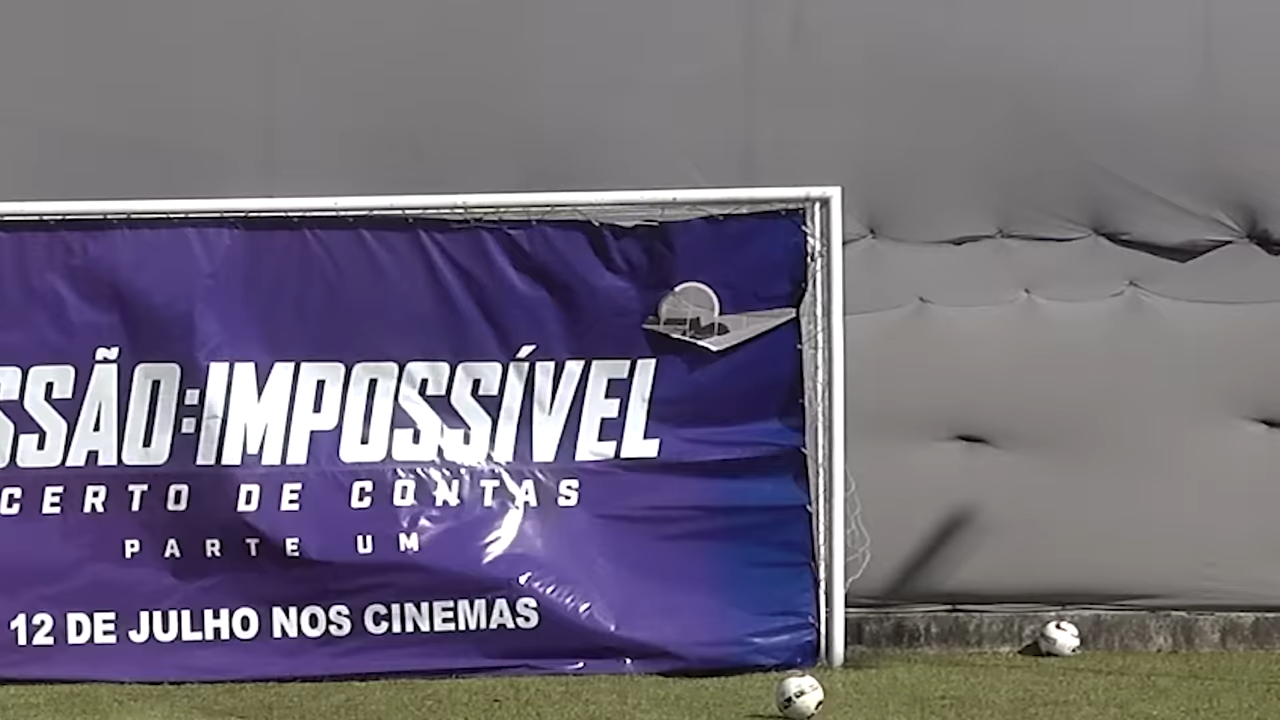 SSÃO:IMPOSSÍVEL
CERTO DE CONTAS
PARTE UM
12 DE JULHO NOS CINEMAS